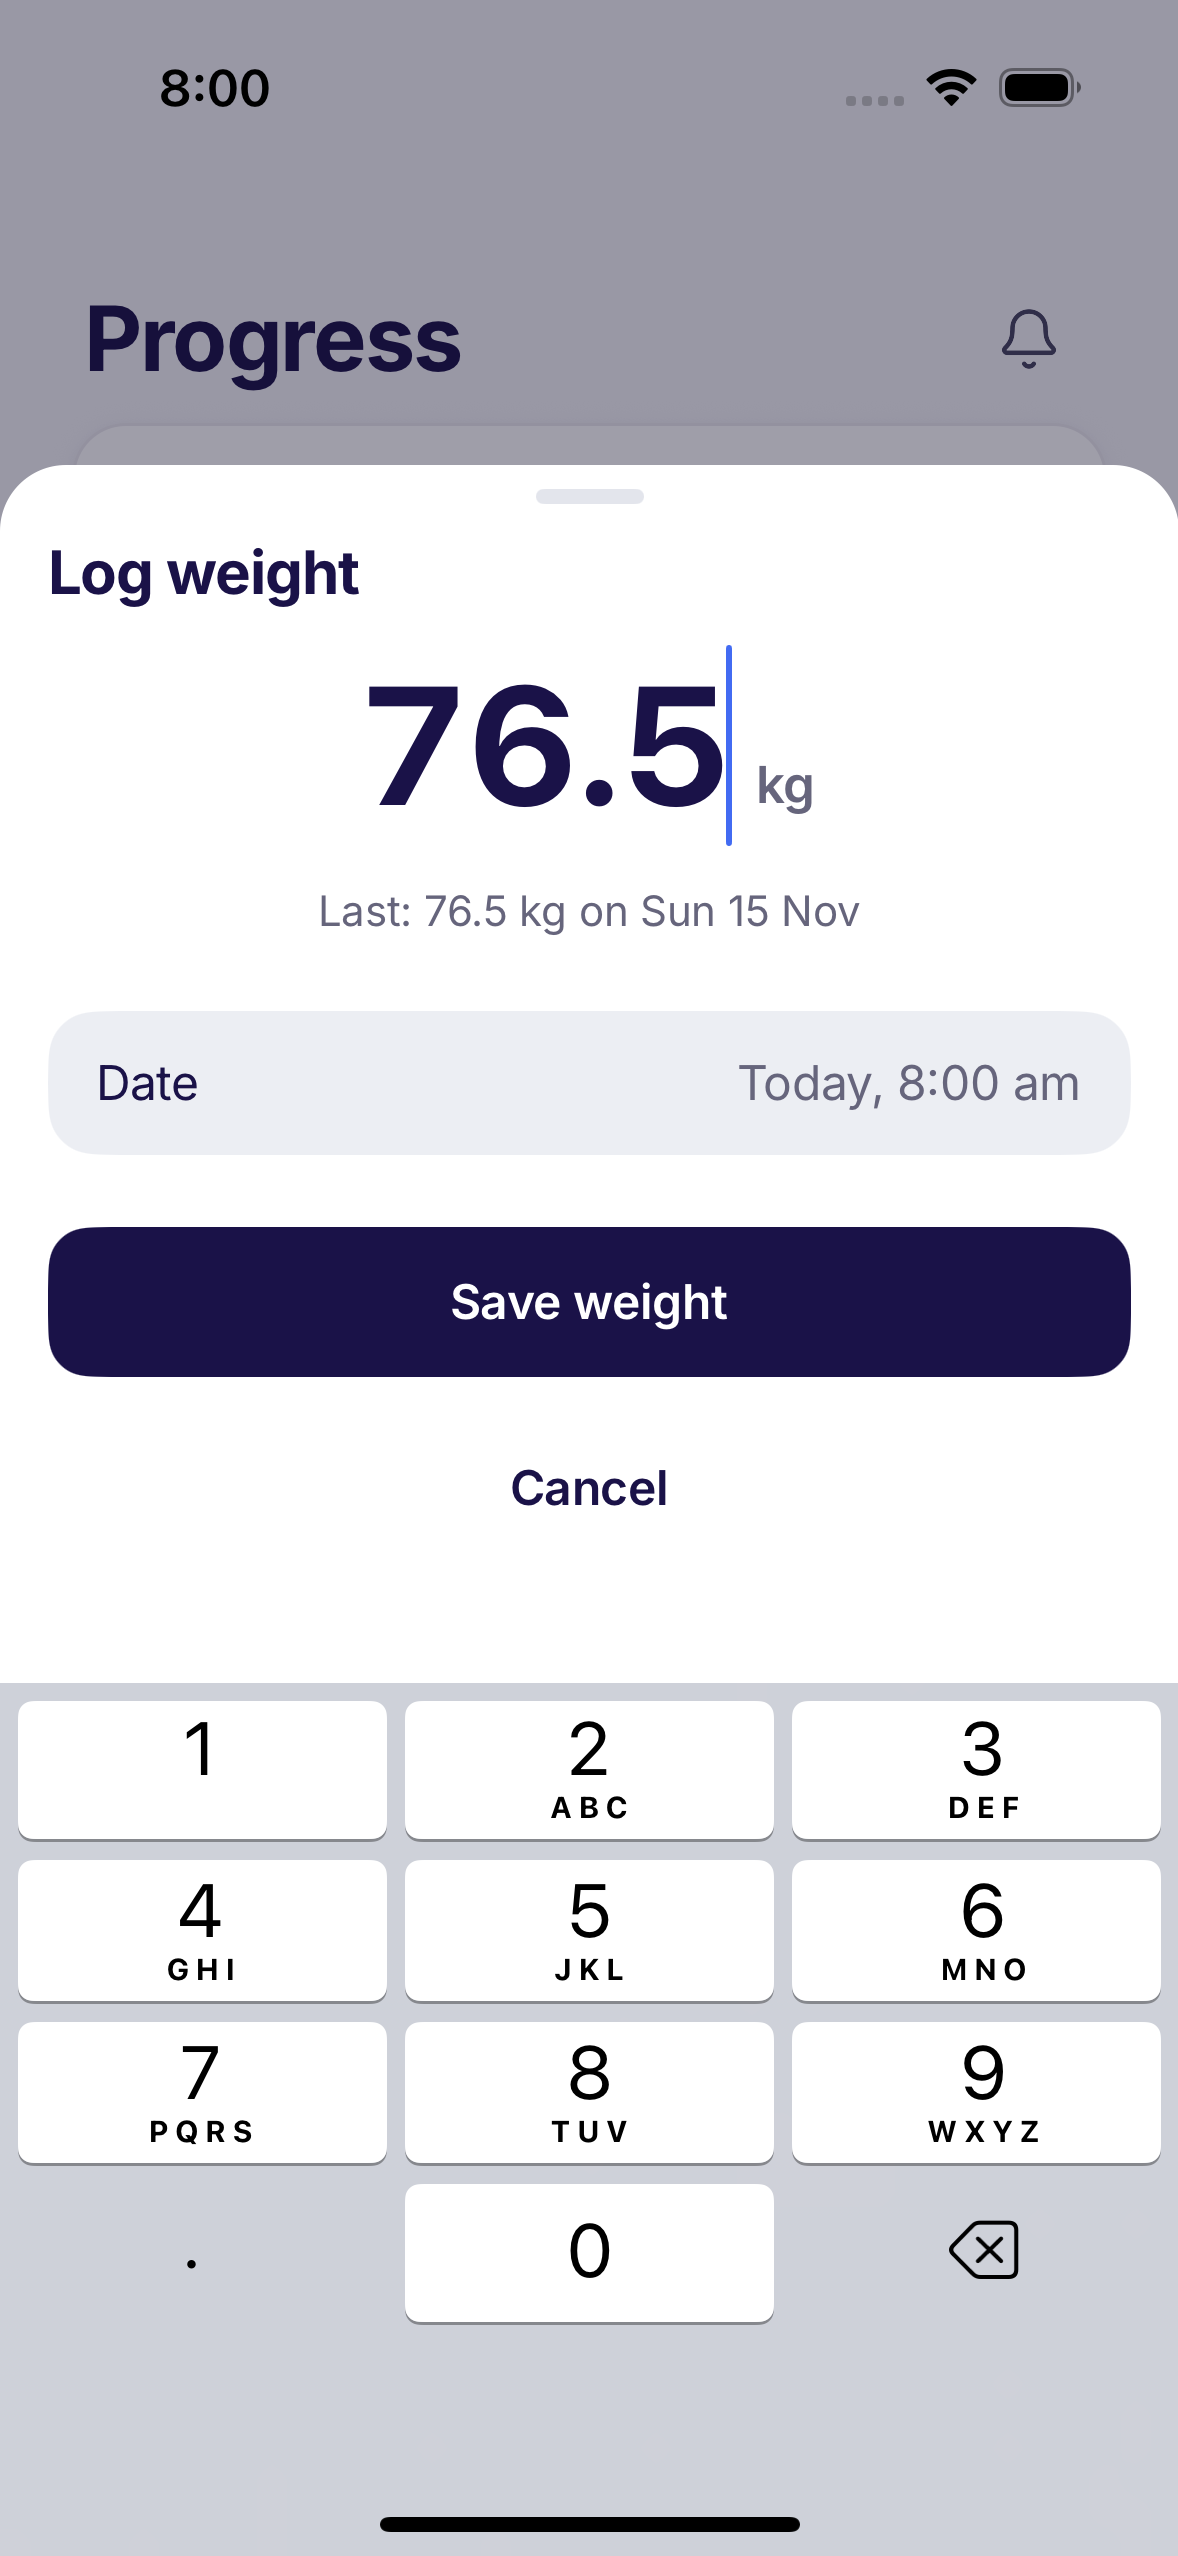 8:00
Progress
Log weight
76.5 kg
Last: 76.5 kg on Sun 15 Nov
Date Today, 8:00 am
Save weight
Cancel
1 2 3
ABC DEF
4 5 6
GHI JKL MNO
7 8 9
PQRS TUV WXYZ
. 0